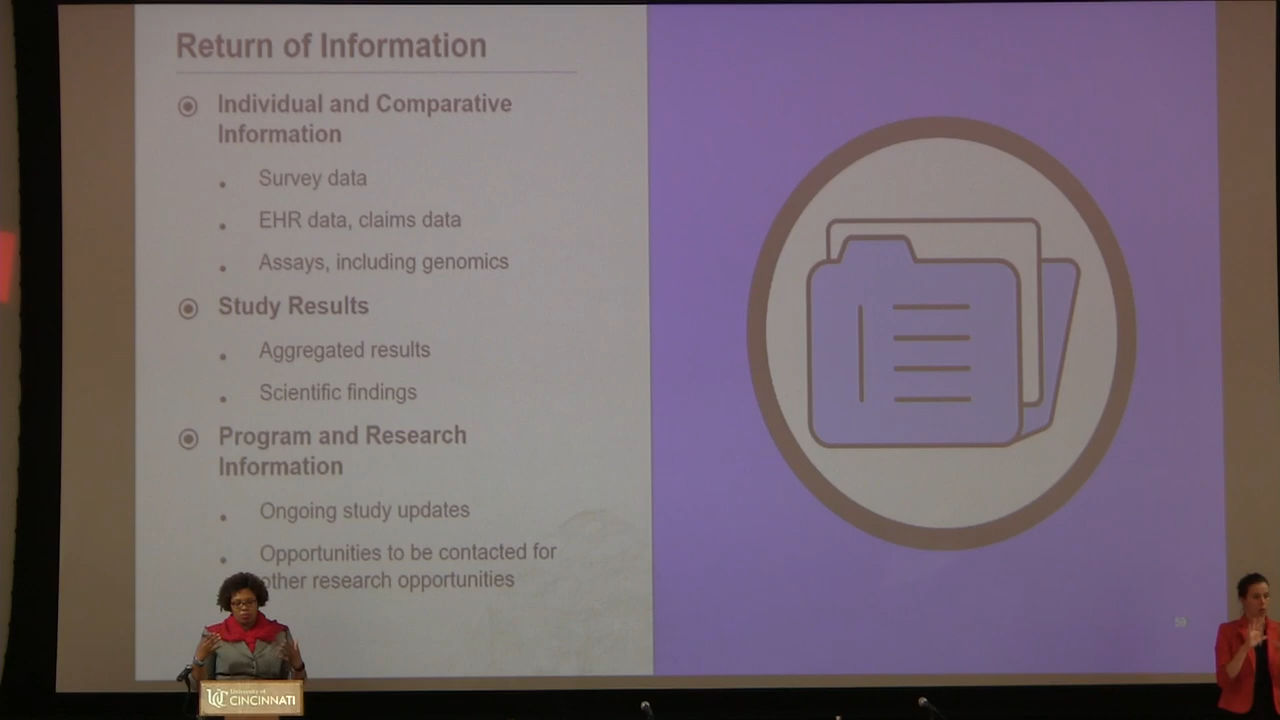 Return of Information
Individual and Comparative
Information
Survey data
EHR data, claims data
Assays, including genomics
Study Results
Aggregated results
Scientific findings
Program and Research
Information
Ongoing study updates
Opportunities to be contacted for
other research opportunities
59
UC University of
CINCINNATI